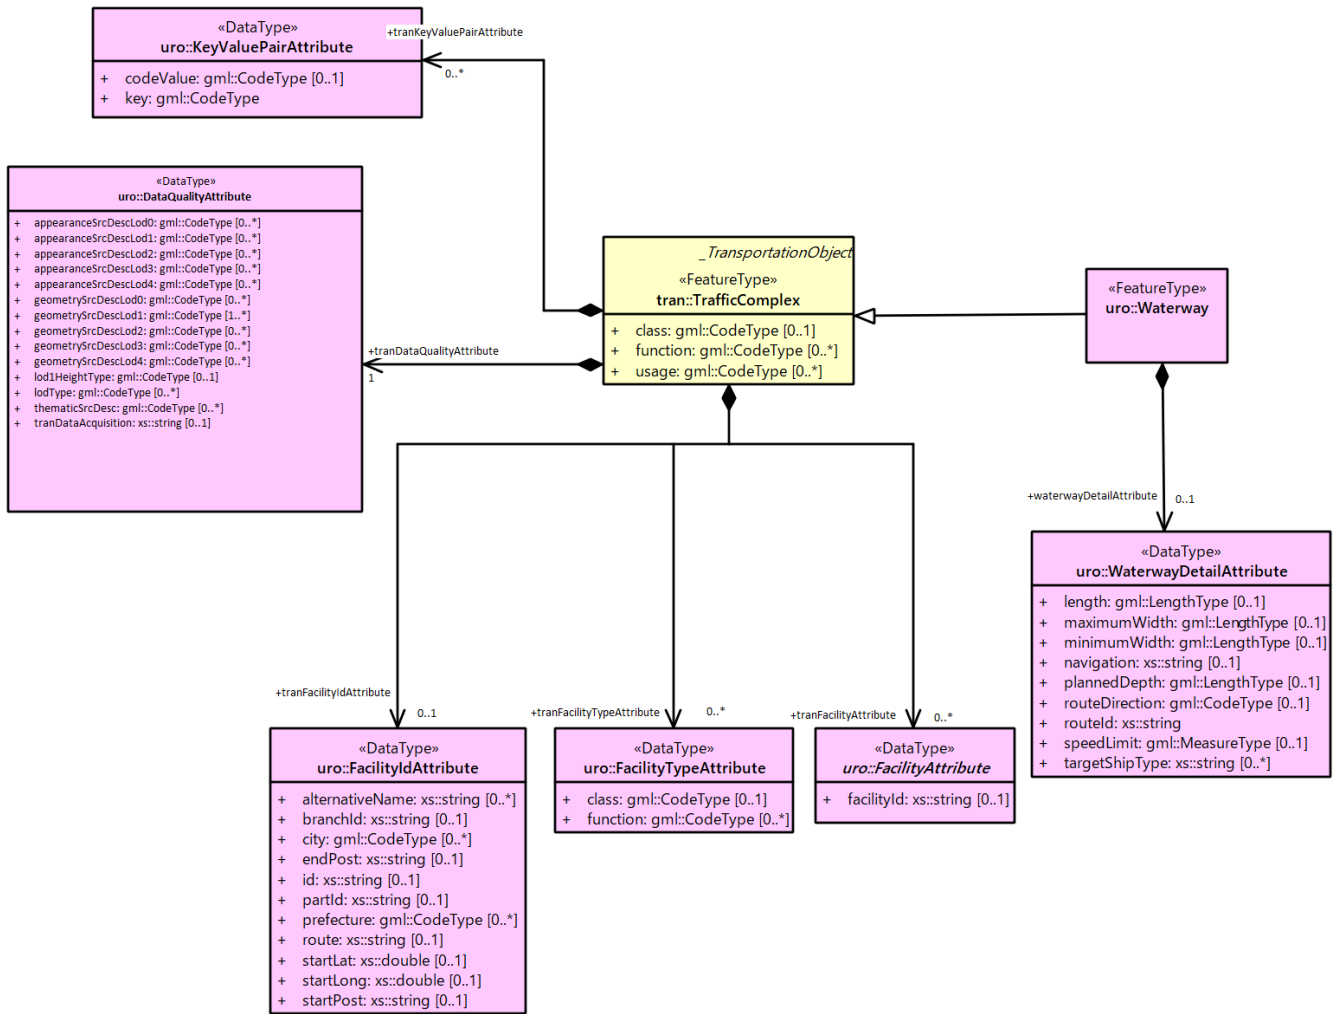 «DataType»
uro::KeyValuePairAttribute
+ codeValue: gml::CodeType [0..1]
+ key: gml::CodeType
+tranKeyValuePairAttribute
0..*
«DataType»
uro::DataQualityAttribute
+ appearanceSrcDescLod0: gml::CodeType [0..*]
+ appearanceSrcDescLod1: gml::CodeType [0..*]
+ appearanceSrcDescLod2: gml::CodeType [0..*]
+ appearanceSrcDescLod3: gml::CodeType [0..*]
+ appearanceSrcDescLod4: gml::CodeType [0..*]
+ geometrySrcDescLod0: gml::CodeType [0..*]
+ geometrySrcDescLod1: gml::CodeType [1..*]
+ geometrySrcDescLod2: gml::CodeType [0..*]
+ geometrySrcDescLod3: gml::CodeType [0..*]
+ geometrySrcDescLod4: gml::CodeType [0..*]
+ lod1HeightType: gml::CodeType [0..1]
+ lodType: gml::CodeType [0..*]
+ thematicSrcDesc: gml::CodeType [0..*]
+ tranDataAcquisition: xs::string [0..1]
+tranDataQualityAttribute
1
_TransportationObject
«FeatureType»
tran::TrafficComplex
+ class: gml::CodeType [0..1]
+ function: gml::CodeType [0..*]
+ usage: gml::CodeType [0..*]
«FeatureType»
uro::Waterway
+waterwayDetailAttribute
0..1
«DataType»
uro::WaterwayDetailAttribute
+ length: gml::LengthType [0..1]
+ maximumWidth: gml::LengthType [0..1]
+ minimumWidth: gml::LengthType [0..1]
+ navigation: xs::string [0..1]
+ plannedDepth: gml::LengthType [0..1]
+ routeDirection: gml::CodeType [0..1]
+ routeId: xs::string
+ speedLimit: gml::MeasureType [0..1]
+ targetShipType: xs::string [0..*]
+tranFacilityIdAttribute
0..1
«DataType»
uro::FacilityIdAttribute
+ alternativeName: xs::string [0..*]
+ branchId: xs::string [0..1]
+ city: gml::CodeType [0..*]
+ endPost: xs::string [0..1]
+ id: xs::string [0..1]
+ partId: xs::string [0..1]
+ prefecture: gml::CodeType [0..*]
+ route: xs::string [0..1]
+ startLat: xs::double [0..1]
+ startLong: xs::double [0..1]
+ startPost: xs::string [0..1]
+tranFacilityTypeAttribute
0..*
«DataType»
uro::FacilityTypeAttribute
+ class: gml::CodeType [0..1]
+ function: gml::CodeType [0..*]
+tranFacilityAttribute
0..*
«DataType»
uro::FacilityAttribute
+ facilityId: xs::string [0..1]